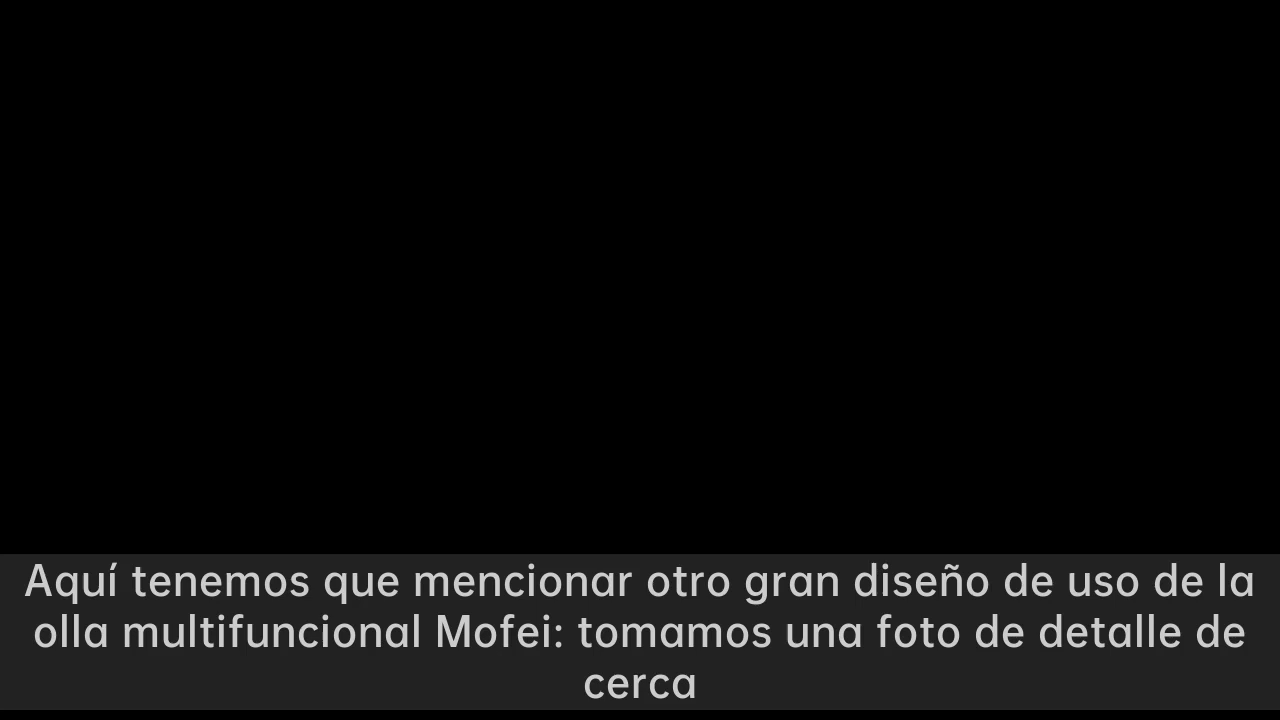 Aquí tenemos que mencionar otro gran diseño de uso de la
olla multifuncional Mofei: tomamos una foto de detalle de
cerca